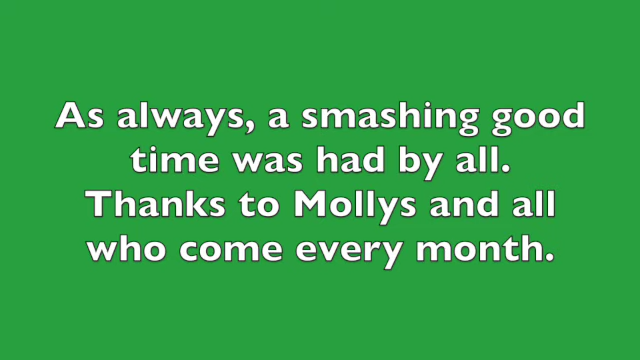 As always, a smashing good
time was had by all.
Thanks to Mollys and all
who come every month.